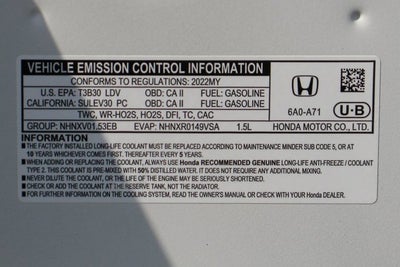 VEHICLE EMISSION CONTROL INFORMATION
CONFORMS TO REGULATIONS: 2022MY
U.S. EPA: T3B30 LDV OBD: CA II FUEL: GASOLINE
CALIFORNIA: SULEV30 PC OBD: CA II FUEL: GASOLINE
TWC, WR-HO2S, HO2S, DFI, TC, CAC
6A0-A71
U-B
GROUP: NHNXV01.53EB EVAP: NHNXR0149VSA 1.5L HONDA MOTOR CO., LTD.
INFORMATION
■ THE FACTORY INSTALLED LONG-LIFE COOLANT MUST BE REPLACED ACCORDING TO MAINTENANCE MINDER SUB CODE 5, OR AT
10 YEARS WHICHEVER COMES FIRST. THEREAFTER EVERY 5 YEARS.
■ WHEN ADDING OR REPLACING THE COOLANT, ALWAYS USE Honda RECOMMENDED GENUINE LONG-LIFE ANTI-FREEZE / COOLANT
TYPE 2. THIS COOLANT IS PRE-MIXED WITH 50% DISTILLED WATER. IT DOES NOT NEED ANY ADDITIONAL MIXING.
■ NEVER DILUTE THE COOLANT, OR THE LIFE OF THE ENGINE MAY BE SERIOUSLY SHORTENED.
■ CHECK AND ADD COOLANT AT THE RESERVE TANK, NOT THE RADIATOR.
■ FOR FURTHER INFORMATION ON THE COOLING SYSTEM, READ THE OWNER'S MANUAL OR CHECK WITH YOUR Honda DEALER.